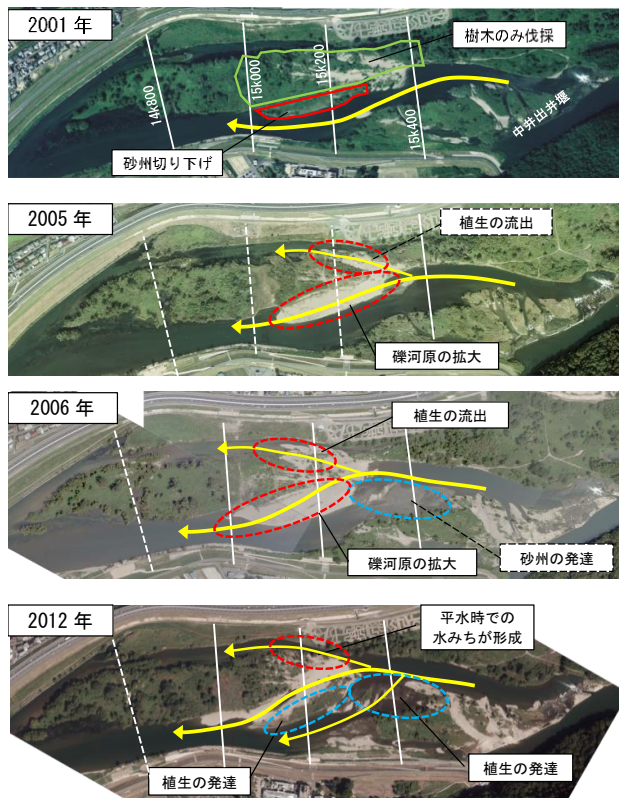 2001 年
樹木のみ伐採
14k800
15k000
15k200
15k400
中井出井堰
砂州切り下げ
2005 年
植生の流出
礫河原の拡大
2006 年
植生の流出
砂州の発達
礫河原の拡大
2012 年
平水時での
水みちが形成
植生の発達
植生の発達